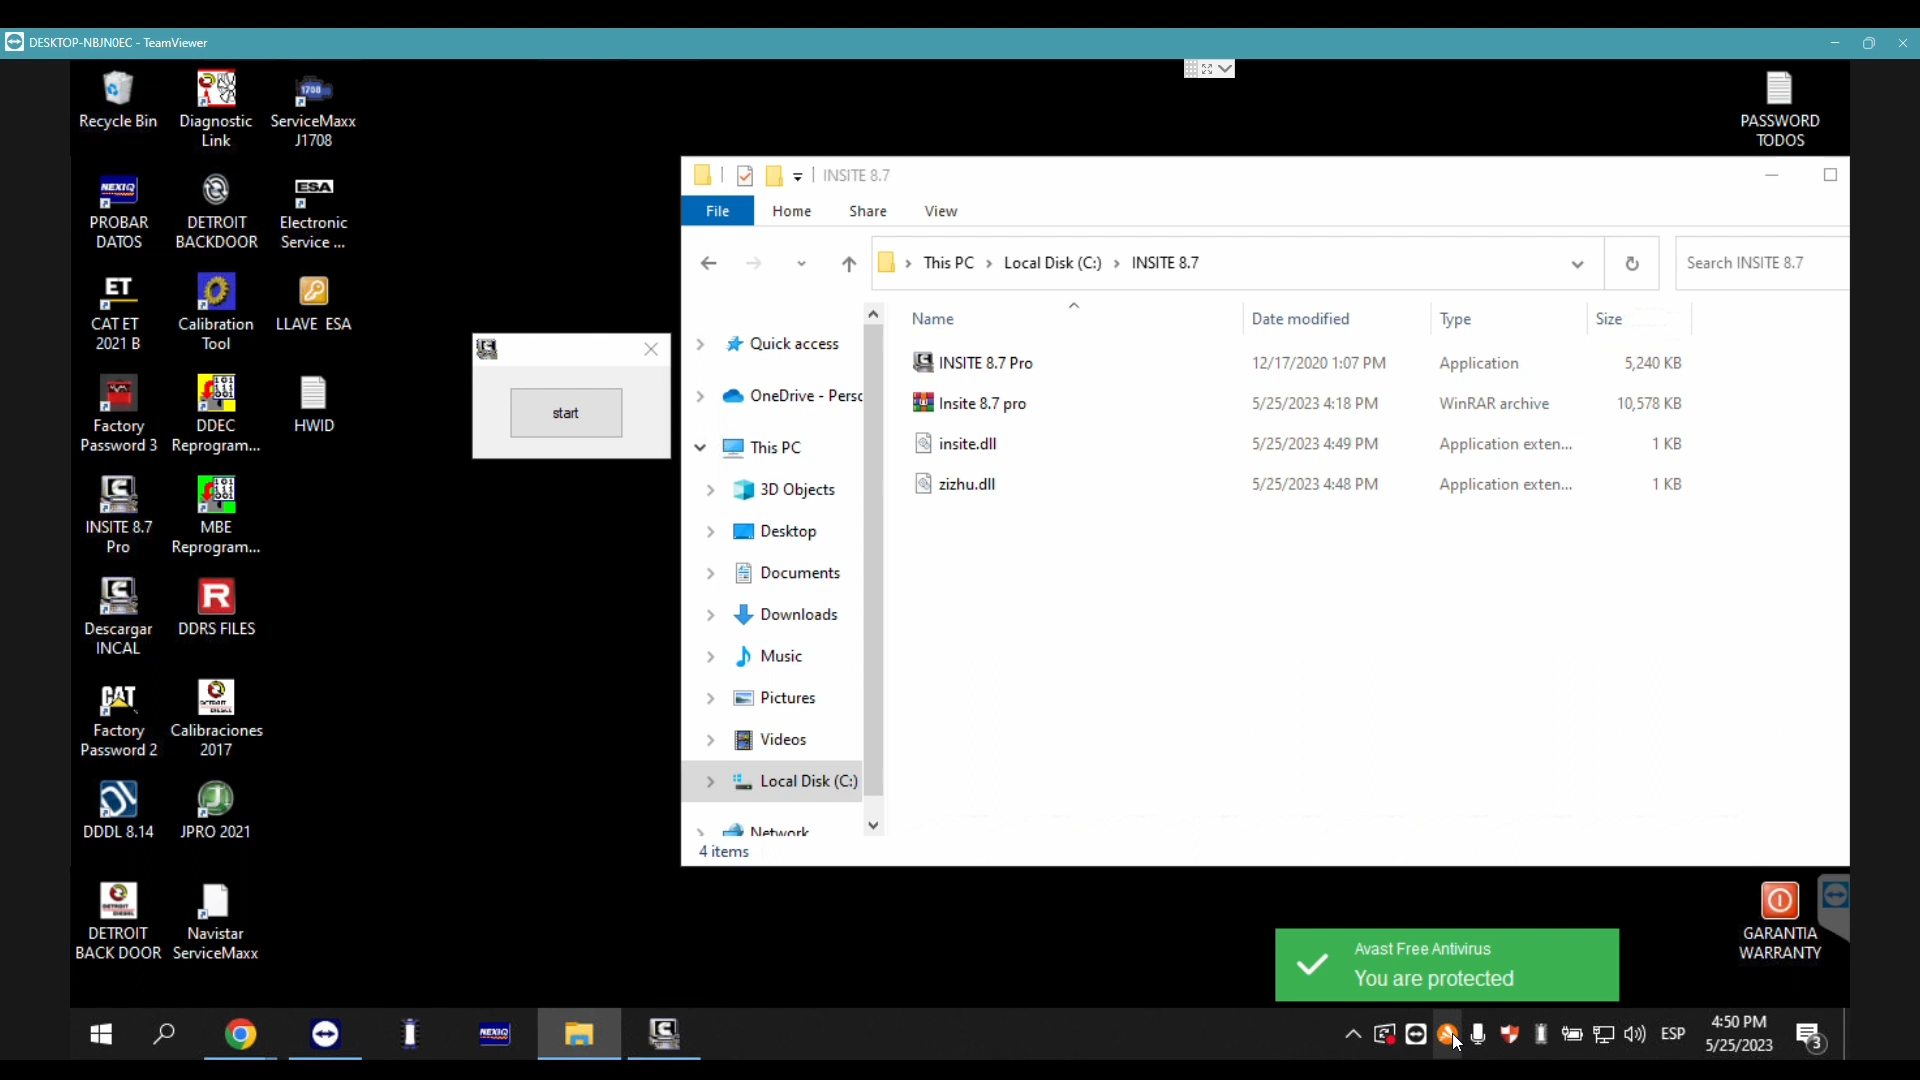 DESKTOP-NBJN0EC - TeamViewer
Recycle Bin
Diagnostic
Link
ServiceMaxx
J1708
PASSWORD
TODOS
NEXIQ
PROBAR
DATOS
DETROIT
BACKDOOR
ESA
Electronic
Service ...
ET
CAT ET
2021 B
Calibration
Tool
LLAVE ESA
Factory
Password 3
DDEC
Reprogram...
HWID
INSITE 8.7
Pro
MBE
Reprogram...
Descargar
INCAL
DDRS FILES
CAT
Factory
Password 2
Calibraciones
2017
DDDL 8.14
JPRO 2021
DETROIT
BACK DOOR
Navistar
ServiceMaxx
start
INSITE 8.7
File
Home
Share
View
This PC
Local Disk (C:)
INSITE 8.7
Search INSITE 8.7
Name
Date modified
Type
Size
Quick access
OneDrive - Perso
This PC
3D Objects
Desktop
Documents
Downloads
Music
Pictures
Videos
Local Disk (C:)
Network
INSITE 8.7 Pro 12/17/2020 1:07 PM Application 5,240 KB
Insite 8.7 pro 5/25/2023 4:18 PM WinRAR archive 10,578 KB
insite.dll 5/25/2023 4:49 PM Application exten... 1 KB
zizhu.dll 5/25/2023 4:48 PM Application exten... 1 KB
4 items
GARANTIA
WARRANTY
Avast Free Antivirus
You are protected
NEXIQ
ESP
4:50 PM
5/25/2023
3